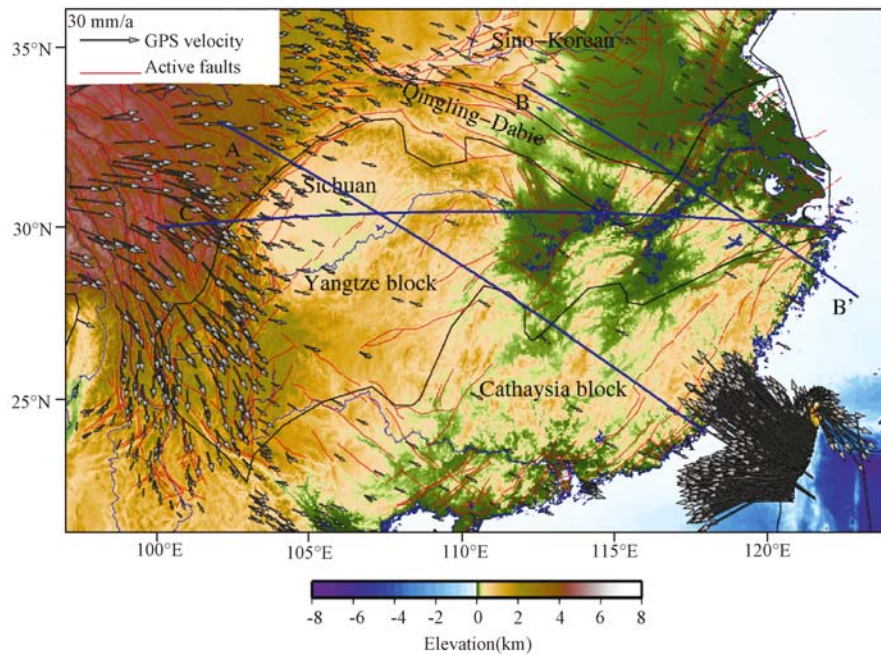 30 mm/a
GPS velocity
Active faults
35°N
30°N
25°N
Sino-Korean
B
Qingling-Dabie
A
Sichuan
C
C'
Yangtze block
B'
Cathaysia block
100°E
105°E
110°E
115°E
120°E
-8 -6 -4 -2 0 2 4 6 8
Elevation(km)